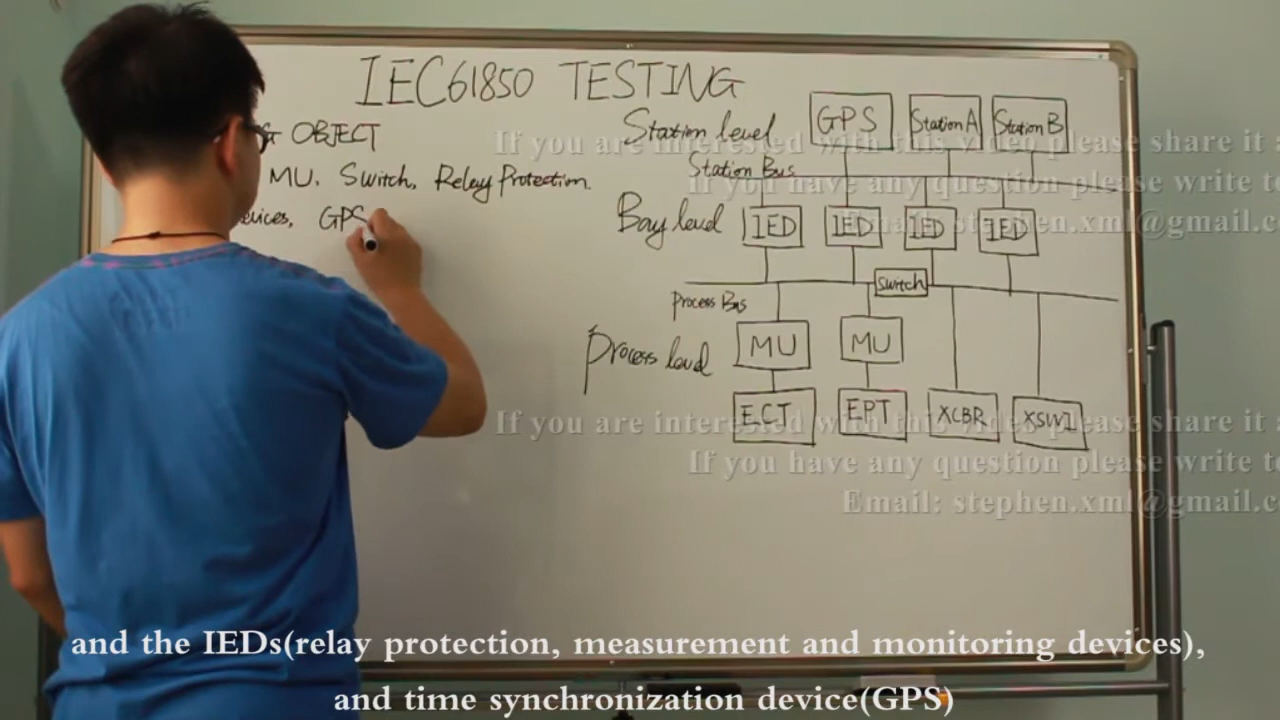 IEC61850 TESTING
G OBJECT
MU. Switch. Relay Protection.
evices, GPS
Station level
GPS
Station A
Station B
Station Bus
Bay level
IED
IED
IED
IED
Switch
Process Bus
Process level
MU
MU
ECT
EPT
XCBR
XSWI
If you are interested with this video please share it a
If you have any question please write to
Email: stephen.xml@gmail.c
If you are interested with this video please share it a
If you have any question please write to
Email: stephen.xml@gmail.c
and the IEDs(relay protection, measurement and monitoring devices),
and time synchronization device(GPS)